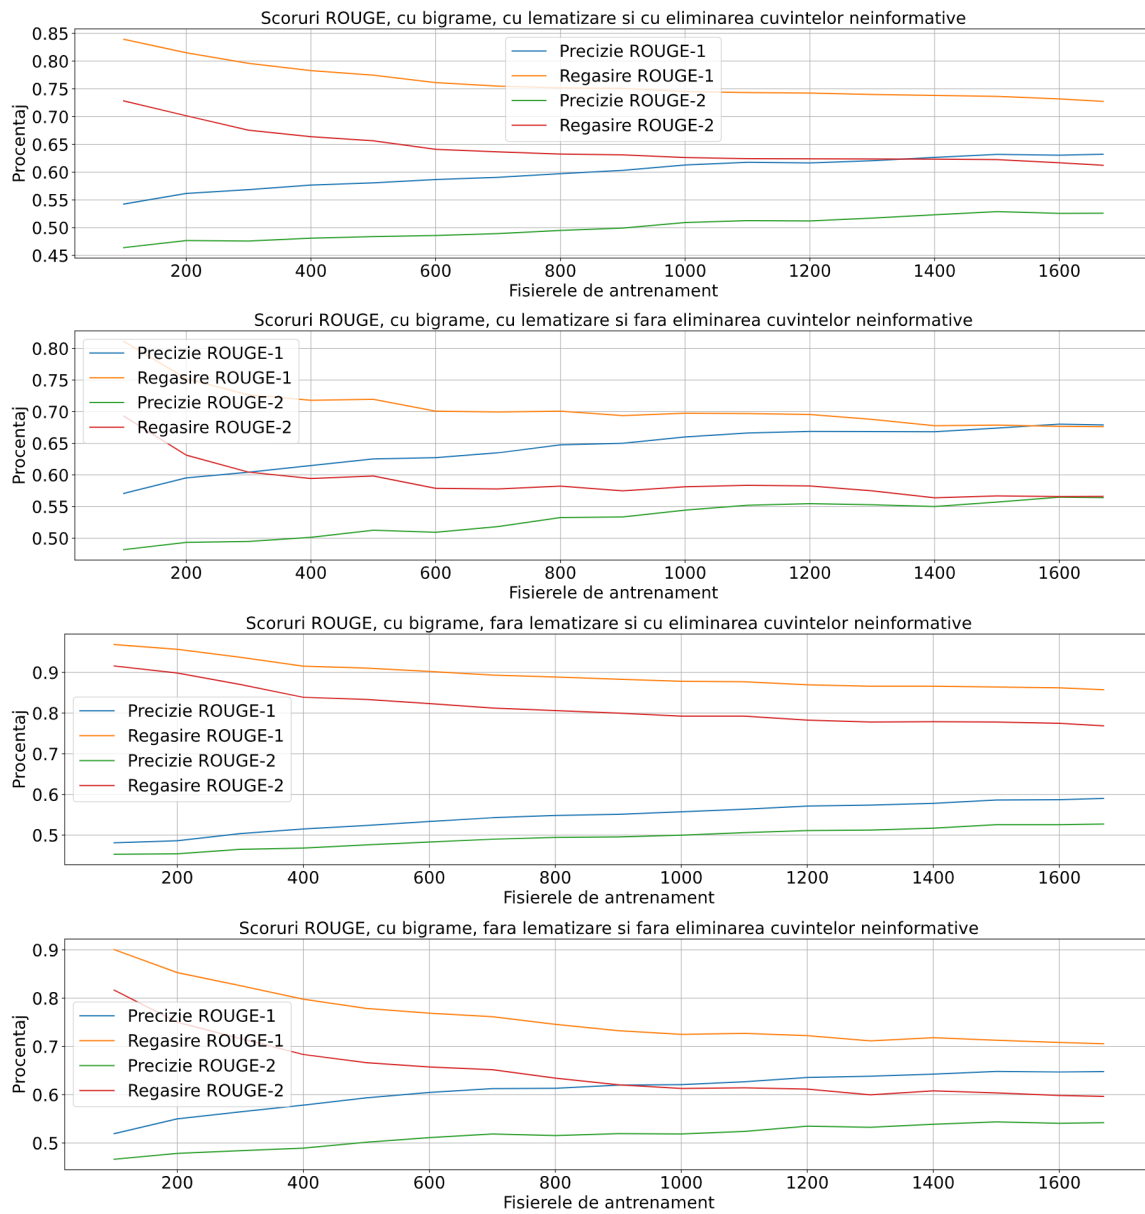 Scoruri ROUGE, cu bigrame, cu lematizare si cu eliminarea cuvintelor neinformative
Procentaj
0.85
0.80
0.75
0.70
0.65
0.60
0.55
0.50
0.45
Precizie ROUGE-1
Regasire ROUGE-1
Precizie ROUGE-2
Regasire ROUGE-2
200 400 600 800 1000 1200 1400 1600
Fisierele de antrenament
Scoruri ROUGE, cu bigrame, cu lematizare si fara eliminarea cuvintelor neinformative
Procentaj
0.80
0.75
0.70
0.65
0.60
0.55
0.50
Precizie ROUGE-1
Regasire ROUGE-1
Precizie ROUGE-2
Regasire ROUGE-2
200 400 600 800 1000 1200 1400 1600
Fisierele de antrenament
Scoruri ROUGE, cu bigrame, fara lematizare si cu eliminarea cuvintelor neinformative
Procentaj
0.9
0.8
0.7
0.6
0.5
Precizie ROUGE-1
Regasire ROUGE-1
Precizie ROUGE-2
Regasire ROUGE-2
200 400 600 800 1000 1200 1400 1600
Fisierele de antrenament
Scoruri ROUGE, cu bigrame, fara lematizare si fara eliminarea cuvintelor neinformative
Procentaj
0.9
0.8
0.7
0.6
0.5
Precizie ROUGE-1
Regasire ROUGE-1
Precizie ROUGE-2
Regasire ROUGE-2
200 400 600 800 1000 1200 1400 1600
Fisierele de antrenament